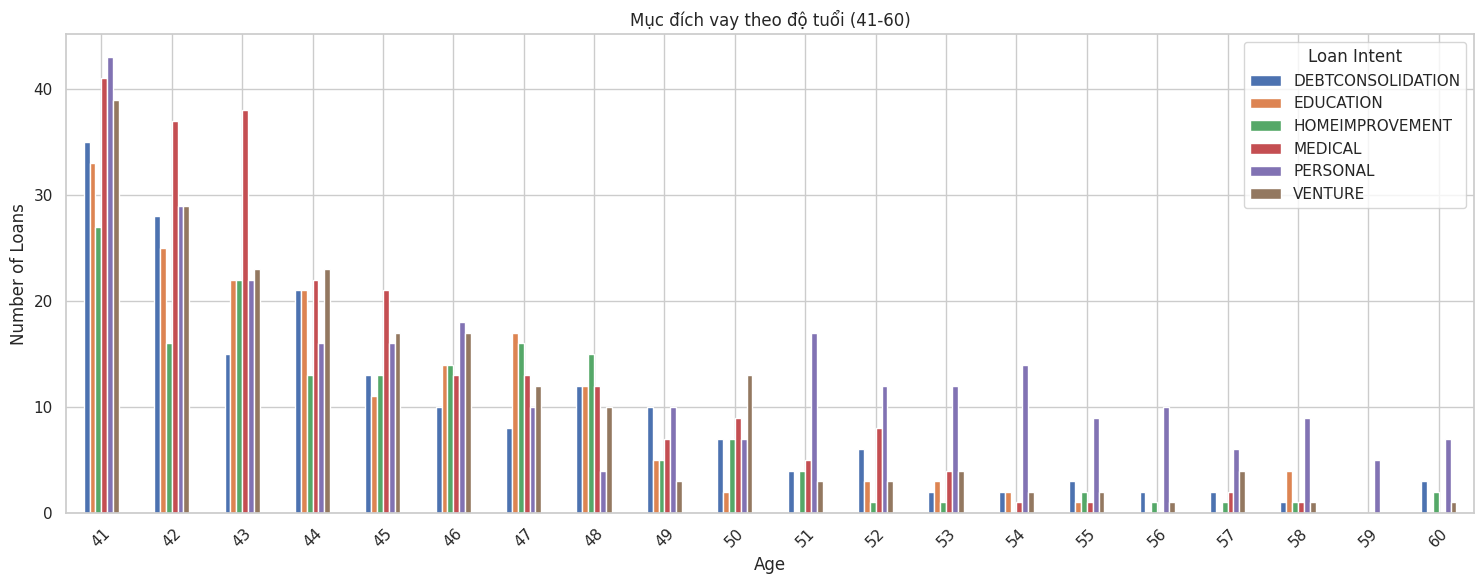 Mục đích vay theo độ tuổi (41-60)
Loan Intent
DEBTCONSOLIDATION
EDUCATION
HOMEIMPROVEMENT
MEDICAL
PERSONAL
VENTURE
Number of Loans
40
30
20
10
0
41 42 43 44 45 46 47 48 49 50 51 52 53 54 55 56 57 58 59 60
Age